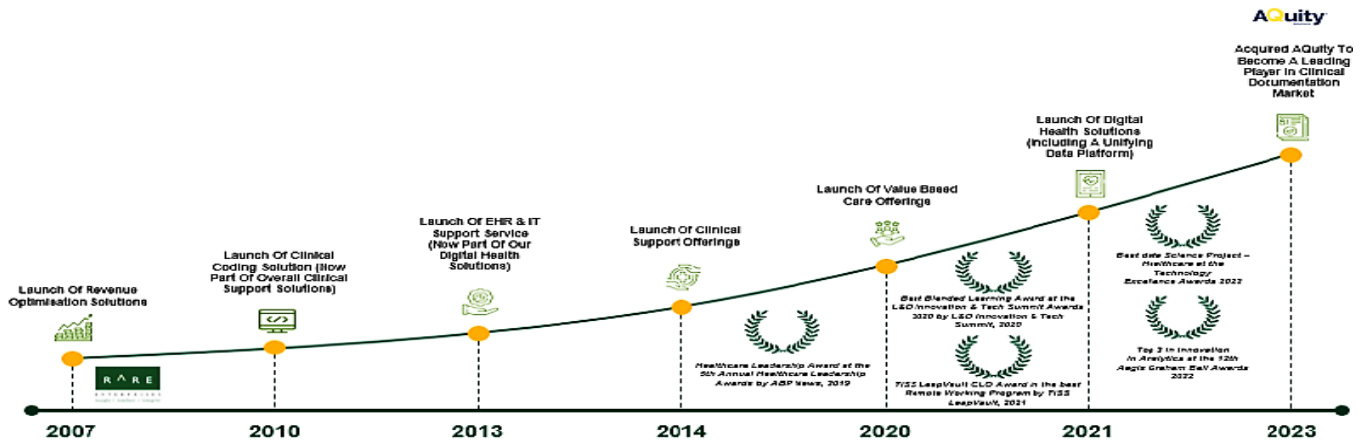 AQuity
Acquired AQuity To
Become A Leading
Player In Clinical
Documentation
Market
Launch Of Digital
Health Solutions
(Including A Unifying
Data Platform)
Launch Of Value Based
Care Offerings
Launch Of EHR & IT
Support Service
(Now Part Of Our
Digital Health
Solutions)
Launch Of Clinical
Support Offerings
Launch Of Clinical
Coding Solution (Now
Part Of Overall Clinical
Support Solutions)
Launch Of Revenue
Optimisation Solutions
RARE
ENTERPRISES
Healthcare Leadership Award at the
5th Annual Healthcare Leadership
Awards by ABP News, 2019
Best Blended Learning Award at the
L&D Innovation & Tech Summit Awards
2020 by L&D Innovation & Tech
Summit, 2020
TISS LeapVault CLO Award in the best
Remote Working Program by TISS
LeapVault, 2021
Best data Science Project –
Healthcare at the
Technology
Excellence Awards 2022
Top 3 in Innovation
in Analytics at the 12th
Aegis Graham Bell Awards
2022
2007
2010
2013
2014
2020
2021
2023